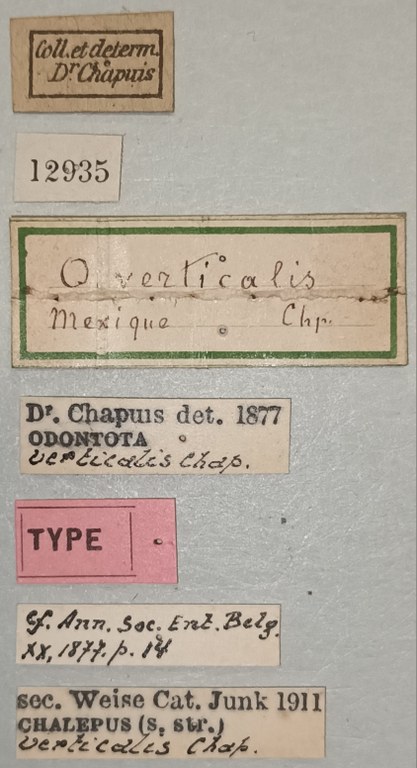 Coll. et determ.
Dr Chapuis
12935
O. verticalis
Mexique Chp.
Dr. Chapuis det. 1877
ODONTOTA
verticalis Chap.
TYPE
cf. Ann. Soc. Ent. Belg.
XX, 1877. p. 14
sec. Weise Cat. Junk 1911
CHALEPUS (s. str.)
verticalis Chap.